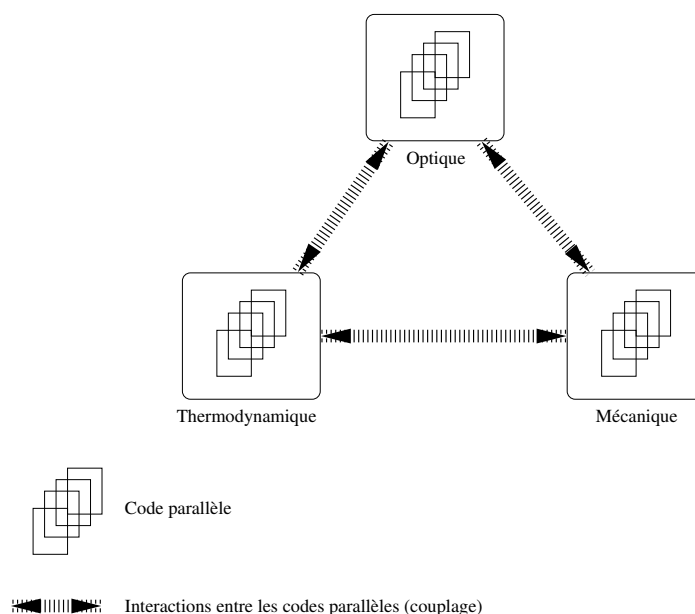 Optique
Thermodynamique
Mécanique
Code parallèle
Interactions entre les codes parallèles (couplage)